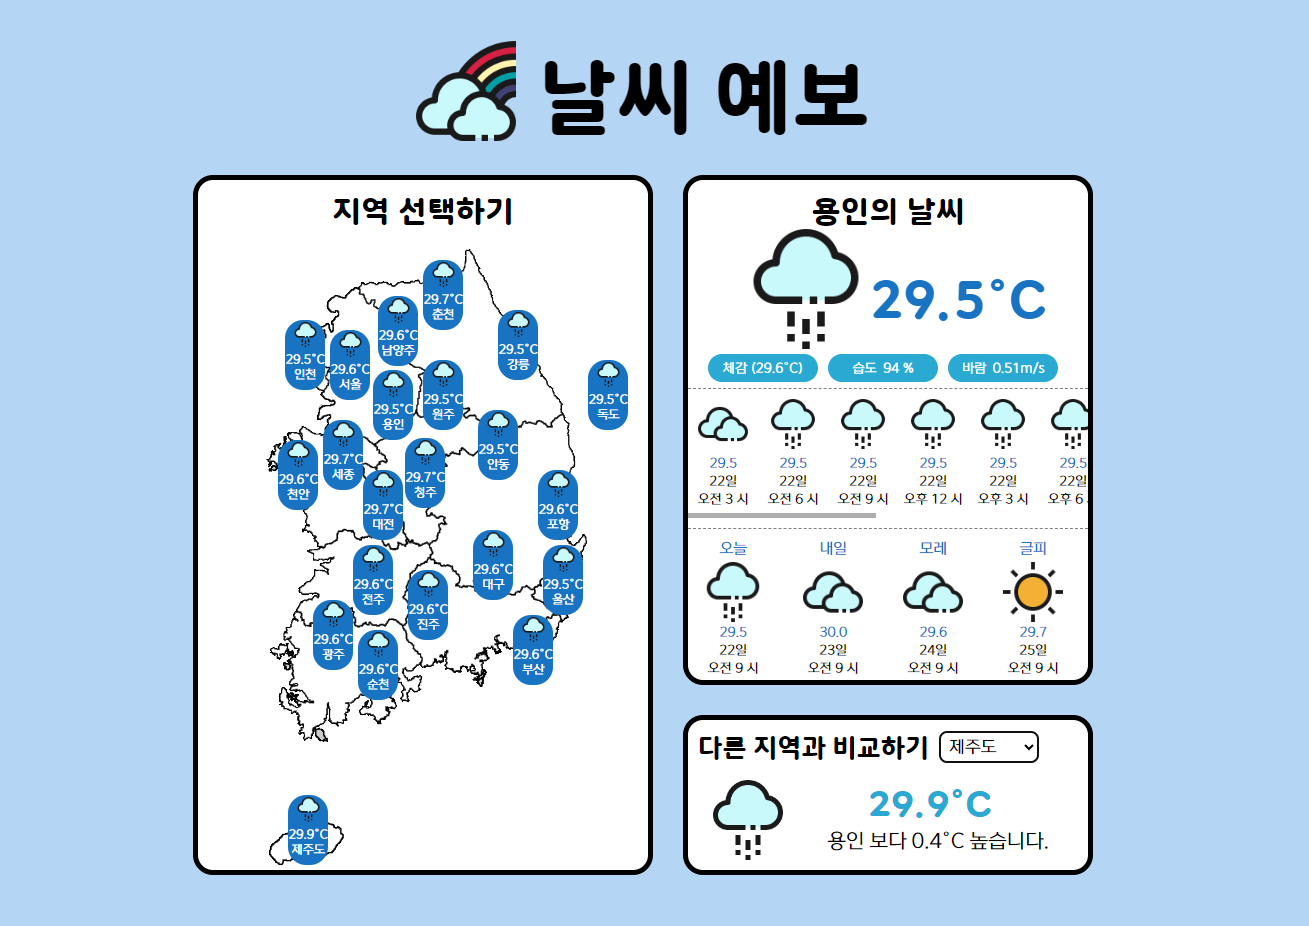 날씨 예보
지역 선택하기
29.7˚C
춘천
29.6˚C
남양주
29.5˚C
강릉
29.5˚C
인천
29.6˚C
서울
29.5˚C
용인
29.5˚C
원주
29.5˚C
독도
29.5˚C
안동
29.7˚C
세종
29.6˚C
천안
29.7˚C
청주
29.7˚C
대전
29.6˚C
포항
29.6˚C
대구
29.5˚C
울산
29.6˚C
전주
29.6˚C
진주
29.6˚C
광주
29.6˚C
순천
29.6˚C
부산
29.9˚C
제주도
용인의 날씨
29.5˚C
체감 (29.6˚C) 습도 94 % 바람 0.51m/s
29.5 29.5 29.5 29.5 29.5 29.5
22일 22일 22일 22일 22일 22일
오전 3 시 오전 6 시 오전 9 시 오후 12 시 오후 3 시 오후 6
오늘 내일 모레 글피
29.5 30.0 29.6 29.7
22일 23일 24일 25일
오전 9 시 오전 9 시 오전 9 시 오전 9 시
다른 지역과 비교하기 제주도
29.9˚C
용인 보다 0.4˚C 높습니다.